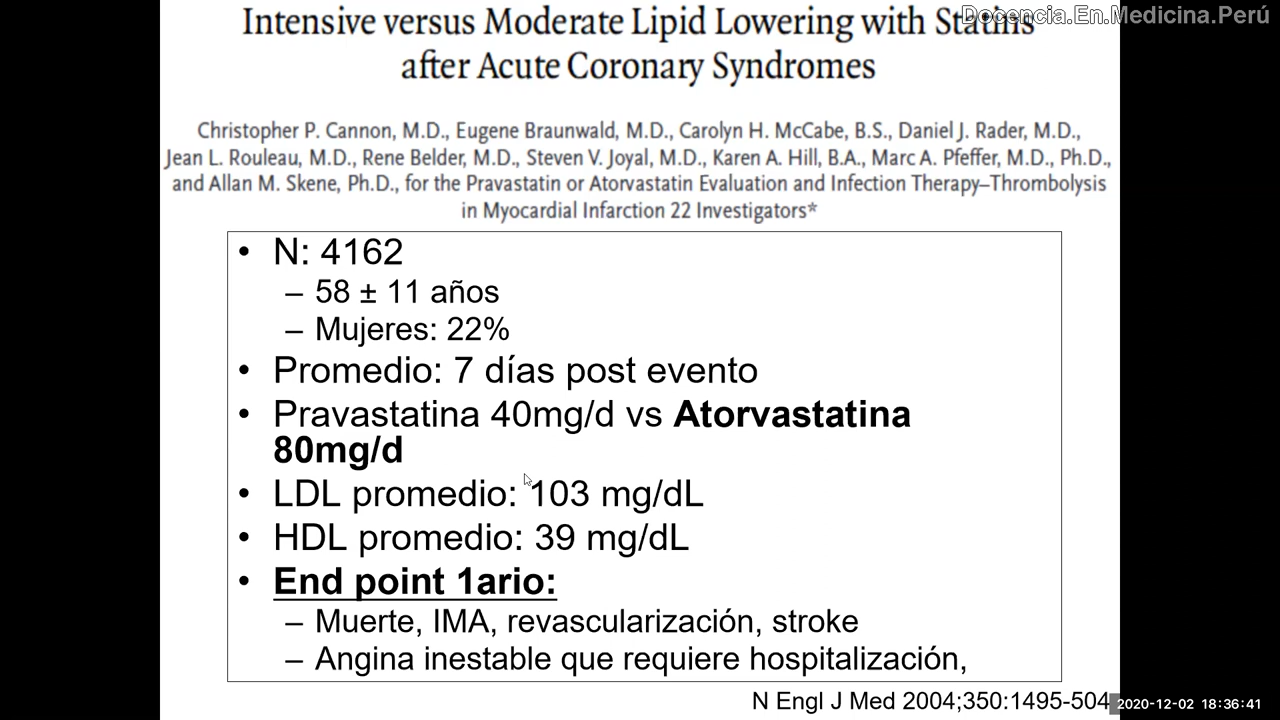 Docencia.En.Medicina.Perú
Intensive versus Moderate Lipid Lowering with Statins
after Acute Coronary Syndromes
Christopher P. Cannon, M.D., Eugene Braunwald, M.D., Carolyn H. McCabe, B.S., Daniel J. Rader, M.D.,
Jean L. Rouleau, M.D., Rene Belder, M.D., Steven V. Joyal, M.D., Karen A. Hill, B.A., Marc A. Pfeffer, M.D., Ph.D.,
and Allan M. Skene, Ph.D., for the Pravastatin or Atorvastatin Evaluation and Infection Therapy–Thrombolysis
in Myocardial Infarction 22 Investigators*
• N: 4162
– 58 ± 11 años
– Mujeres: 22%
• Promedio: 7 días post evento
• Pravastatina 40mg/d vs Atorvastatina
80mg/d
• LDL promedio: 103 mg/dL
• HDL promedio: 39 mg/dL
• End point 1ario:
– Muerte, IMA, revascularización, stroke
– Angina inestable que requiere hospitalización,
N Engl J Med 2004;350:1495-504
2020-12-02 18:36:41